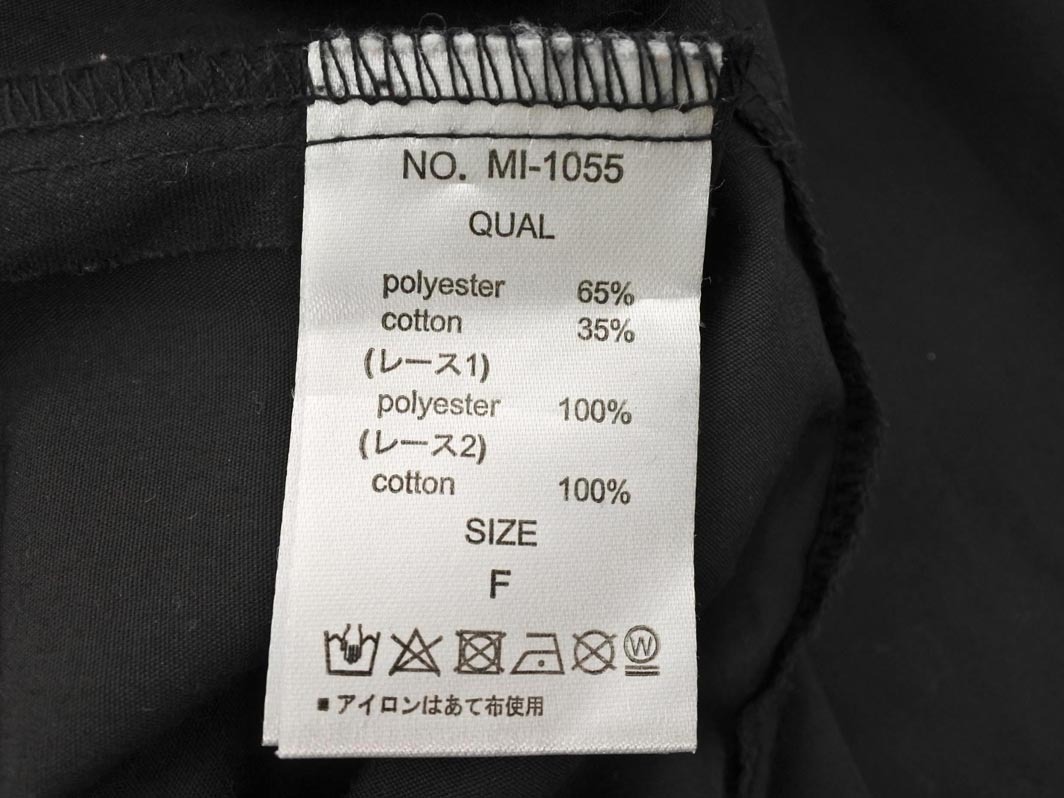 NO. MI-1055
QUAL
polyester 65%
cotton 35%
(レース1)
polyester 100%
(レース2)
cotton 100%
SIZE
F
W
■アイロンはあて布使用